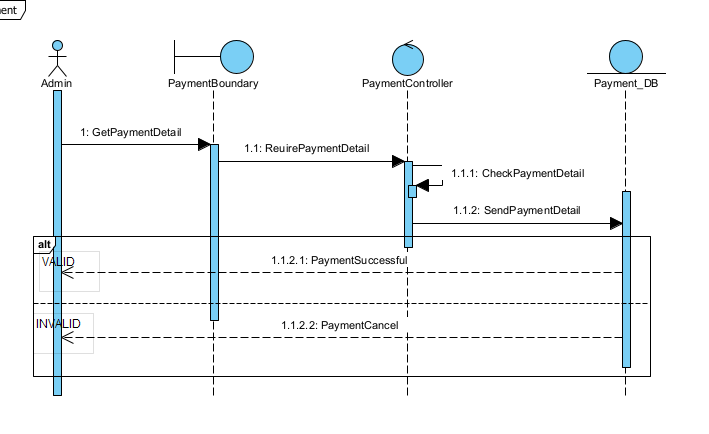 Admin
PaymentBoundary
PaymentController
Payment_DB
1: GetPaymentDetail
1.1: ReuirePaymentDetail
1.1.1: CheckPaymentDetail
1.1.2: SendPaymentDetail
alt
VALID
1.1.2.1: PaymentSuccessful
INVALID
1.1.2.2: PaymentCancel